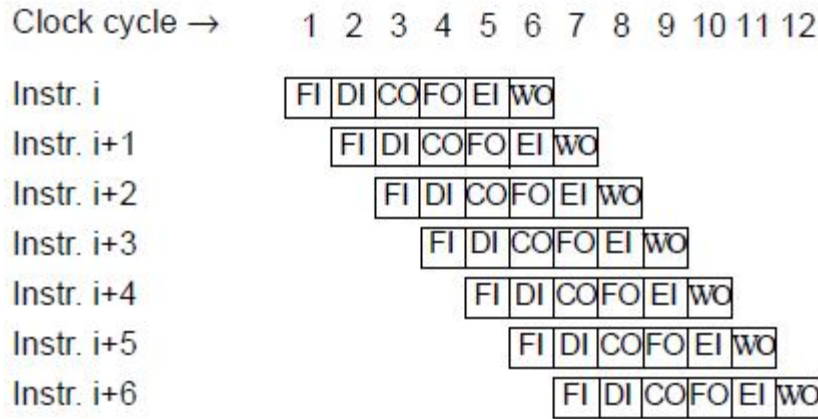 Clock cycle → 1 2 3 4 5 6 7 8 9 10 11 12
Instr. i FI DI CO FO EI WO
Instr. i+1 FI DI CO FO EI WO
Instr. i+2 FI DI CO FO EI WO
Instr. i+3 FI DI CO FO EI WO
Instr. i+4 FI DI CO FO EI WO
Instr. i+5 FI DI CO FO EI WO
Instr. i+6 FI DI CO FO EI WO